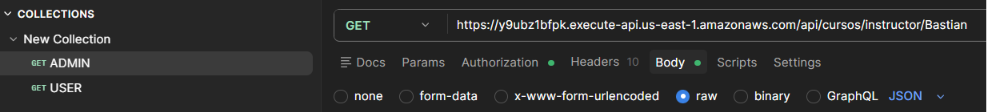 COLLECTIONS
New Collection
GET ADMIN
GET USER
GET https://y9ubz1bfpk.execute-api.us-east-1.amazonaws.com/api/cursos/instructor/Bastian
Docs Params Authorization Headers 10 Body Scripts Settings
none form-data x-www-form-urlencoded raw binary GraphQL JSON